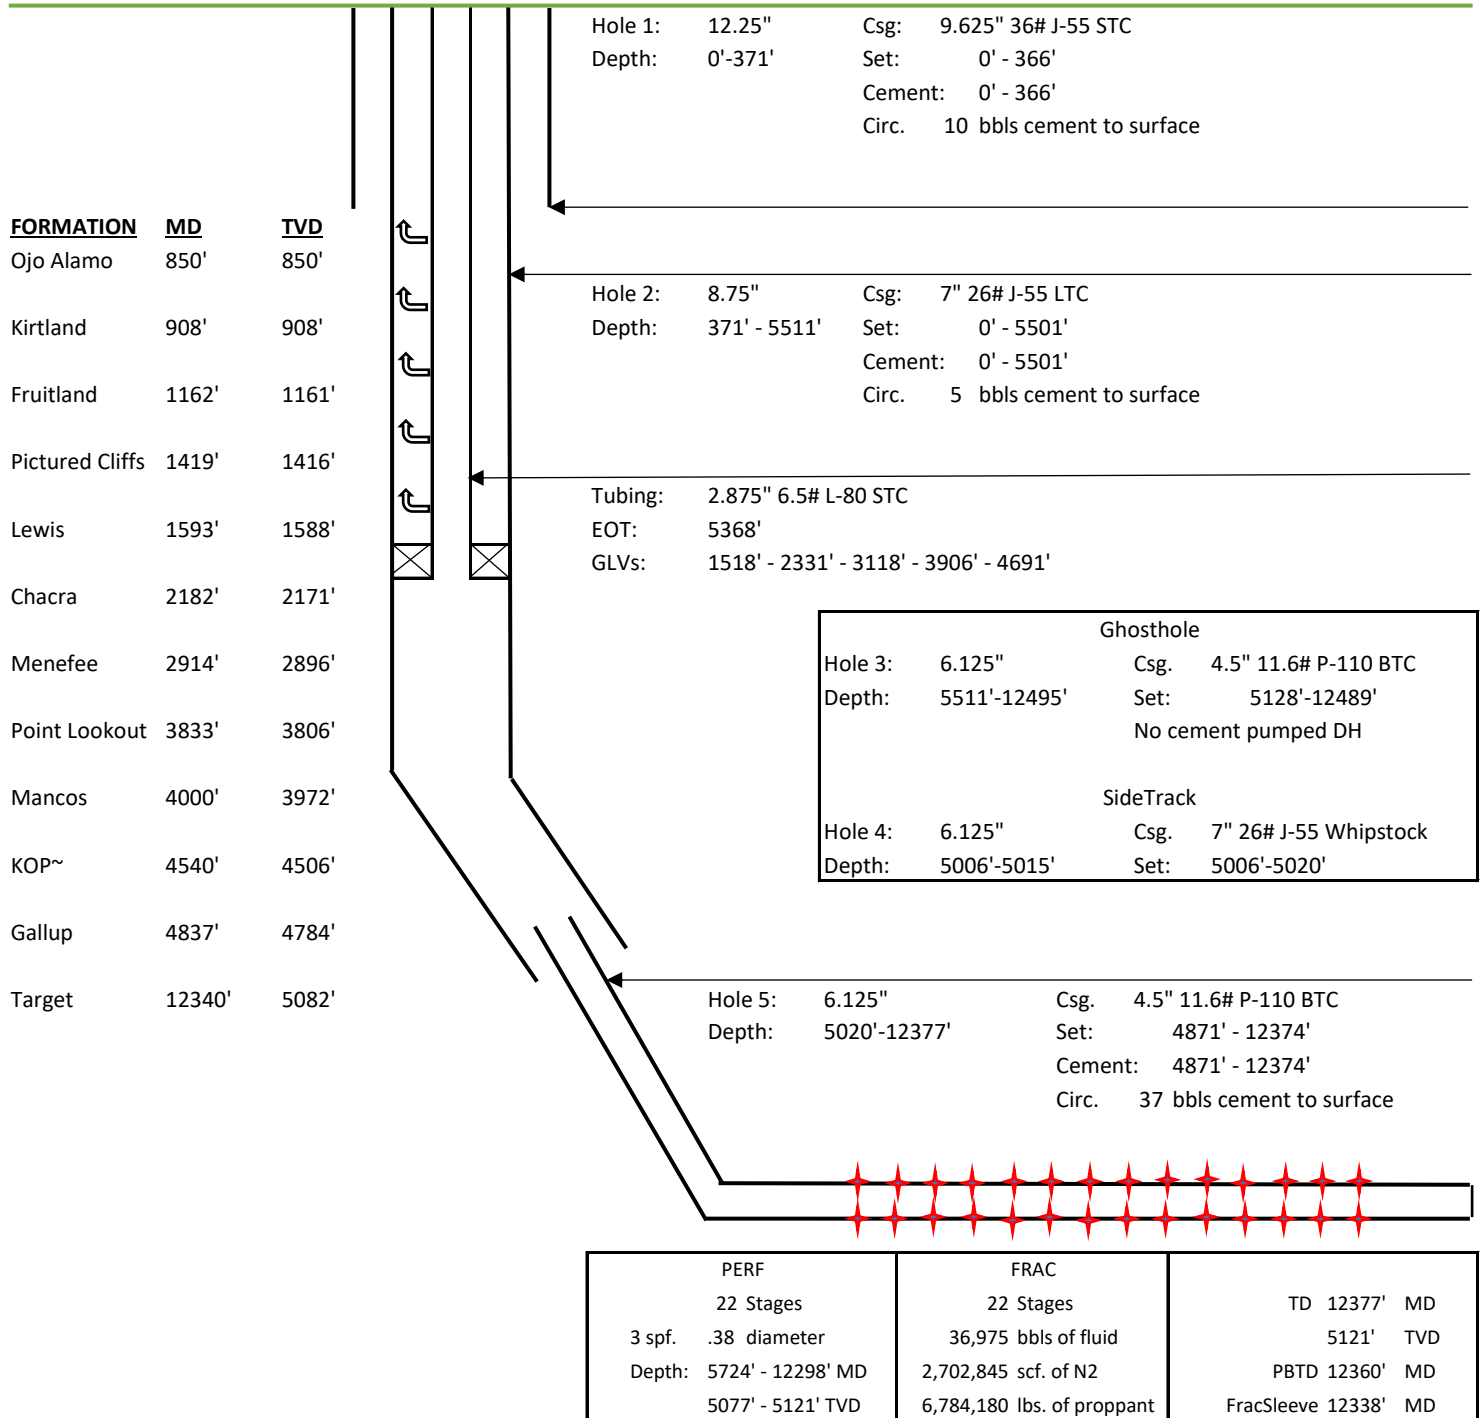 Hole 1: 12.25" Csg: 9.625" 36# J-55 STC
Depth: 0'-371' Set: 0' - 366'
Cement: 0' - 366'
Circ. 10 bbls cement to surface
FORMATION MD TVD
Ojo Alamo 850' 850'
Kirtland 908' 908'
Fruitland 1162' 1161'
Pictured Cliffs 1419' 1416'
Lewis 1593' 1588'
Chacra 2182' 2171'
Menefee 2914' 2896'
Point Lookout 3833' 3806'
Mancos 4000' 3972'
KOP~ 4540' 4506'
Gallup 4837' 4784'
Target 12340' 5082'
Hole 2: 8.75" Csg: 7" 26# J-55 LTC
Depth: 371' - 5511' Set: 0' - 5501'
Cement: 0' - 5501'
Circ. 5 bbls cement to surface
Tubing: 2.875" 6.5# L-80 STC
EOT: 5368'
GLVs: 1518' - 2331' - 3118' - 3906' - 4691'
Ghosthole
Hole 3: 6.125" Csg. 4.5" 11.6# P-110 BTC
Depth: 5511'-12495' Set: 5128'-12489'
No cement pumped DH
SideTrack
Hole 4: 6.125" Csg. 7" 26# J-55 Whipstock
Depth: 5006'-5015' Set: 5006'-5020'
Hole 5: 6.125" Csg. 4.5" 11.6# P-110 BTC
Depth: 5020'-12377' Set: 4871' - 12374'
Cement: 4871' - 12374'
Circ. 37 bbls cement to surface
PERF
22 Stages
3 spf. .38 diameter
Depth: 5724' - 12298' MD
5077' - 5121' TVD
FRAC
22 Stages
36,975 bbls of fluid
2,702,845 scf. of N2
6,784,180 lbs. of proppant
TD 12377' MD
5121' TVD
PBTD 12360' MD
FracSleeve 12338' MD